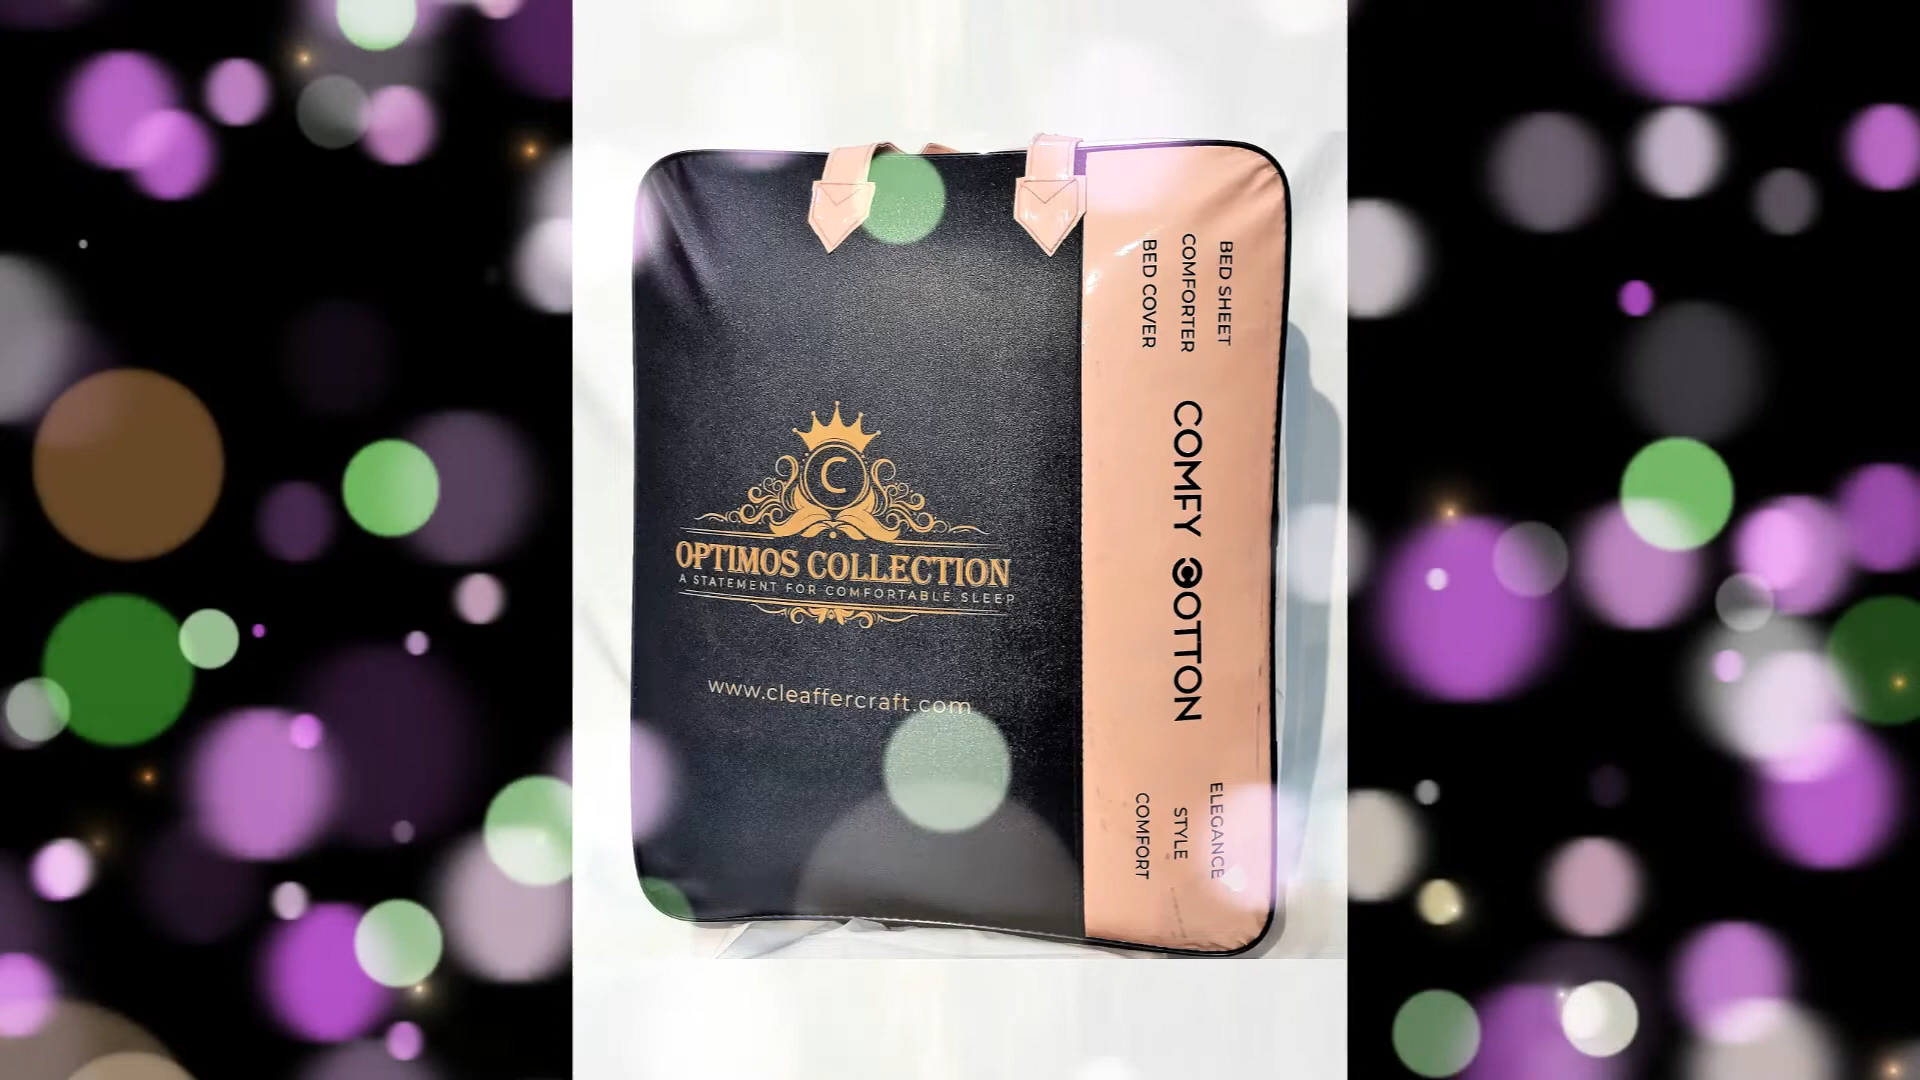 C
OPTIMOS COLLECTION
A STATEMENT FOR COMFORTABLE SLEEP
www.cleaffercraft.com
BED SHEET
COMFORTER
BED COVER
COMFY COTTON
ELEGANCE
STYLE
COMFORT